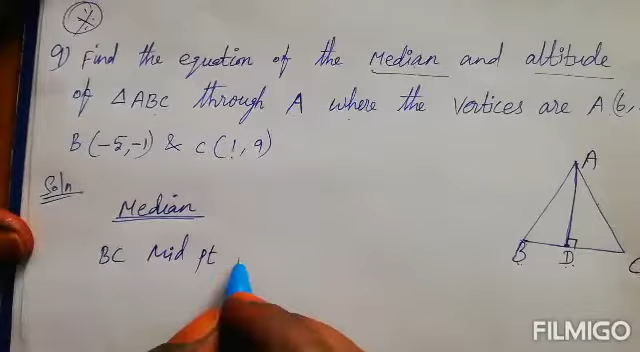 9) Find the equation of the Median and altitude
of △ABC through A where the vertices are A (6,
B (-5,-1) & C (1, 9)
Soln
Median
BC Mid pt
A
B
D
C
FILMIGO